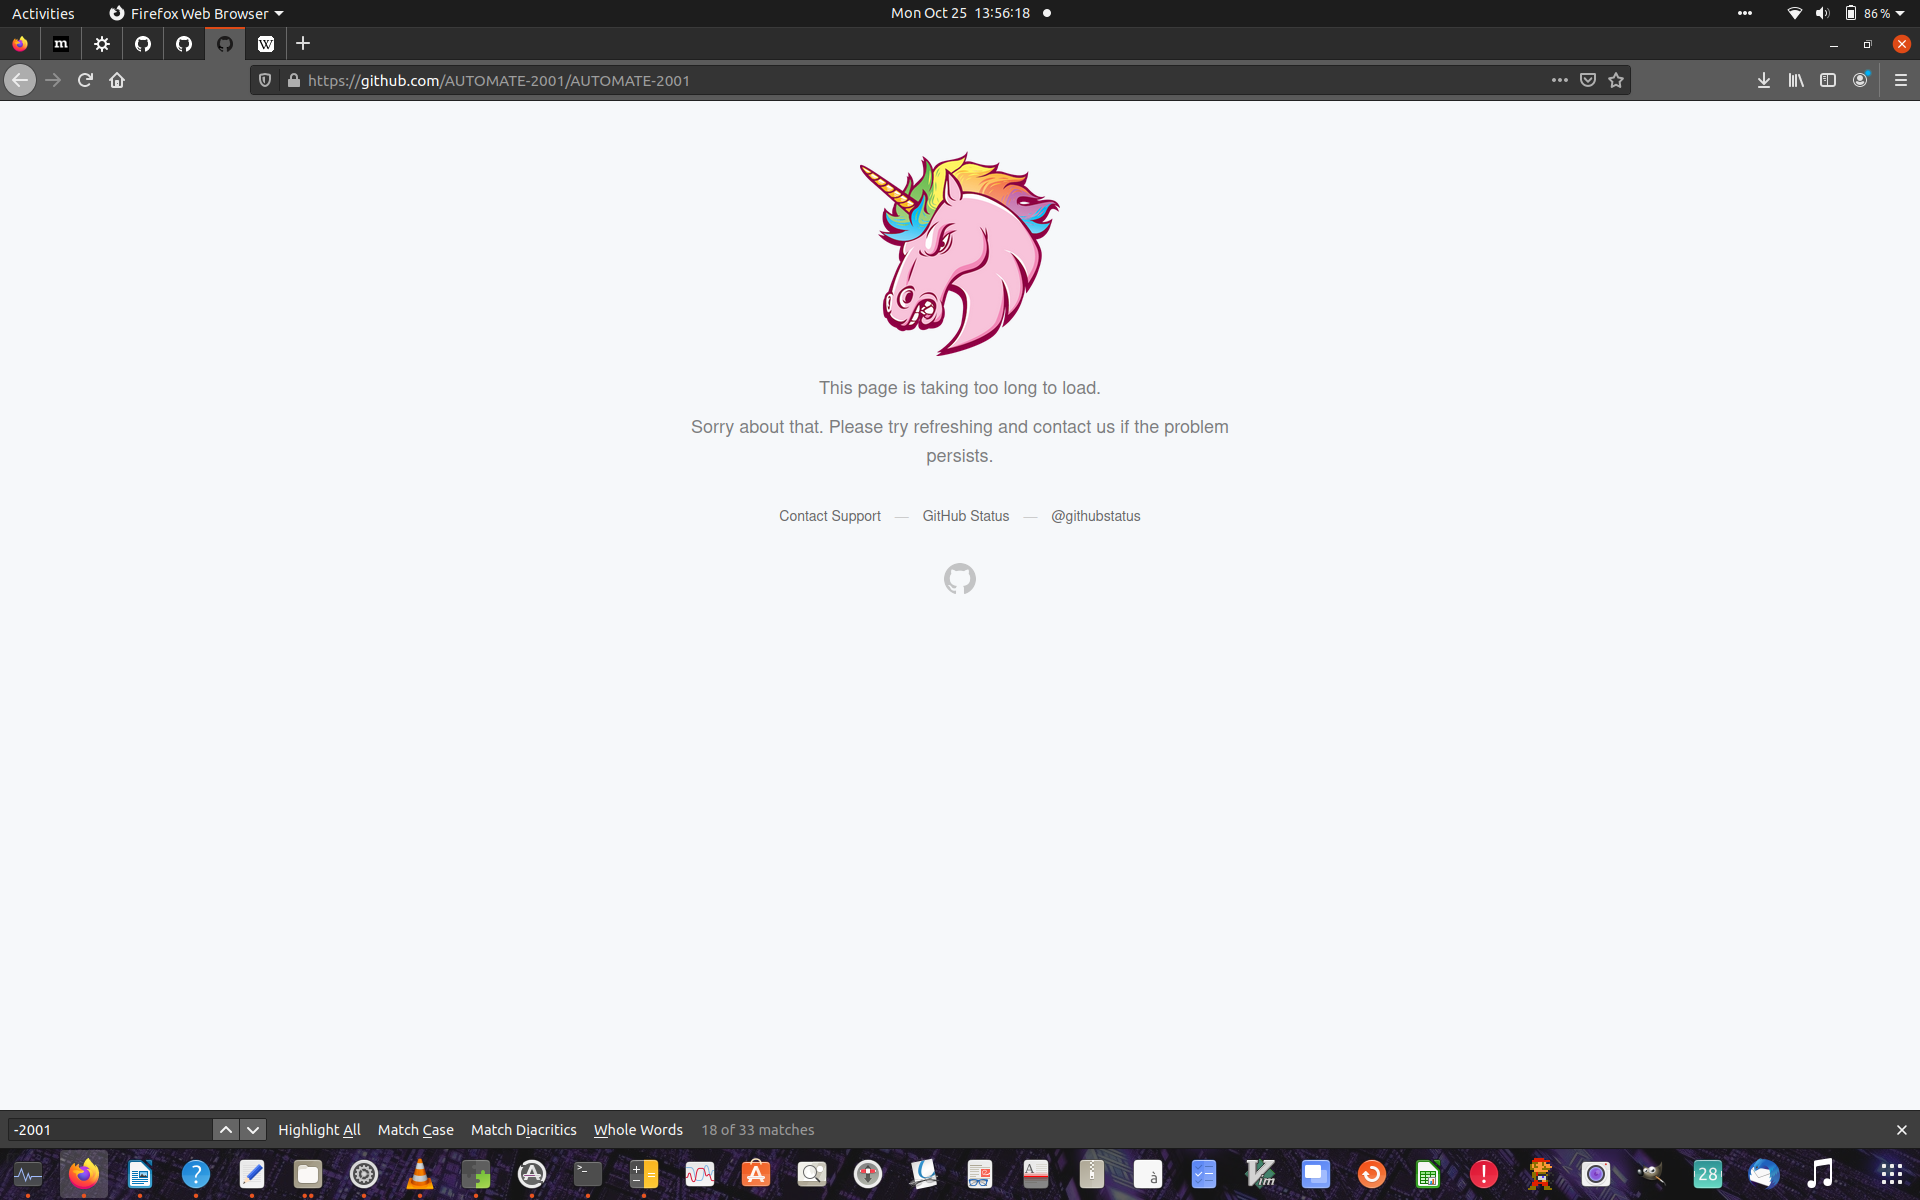 Activities
Firefox Web Browser
Mon Oct 25 13:56:18
86 %
m
W
https://github.com/AUTOMATE-2001/AUTOMATE-2001
This page is taking too long to load.
Sorry about that. Please try refreshing and contact us if the problem
persists.
Contact Support — GitHub Status — @githubstatus
-2001
Highlight All
Match Case
Match Diacritics
Whole Words
18 of 33 matches
?
>_
A
à
Vim
!
28